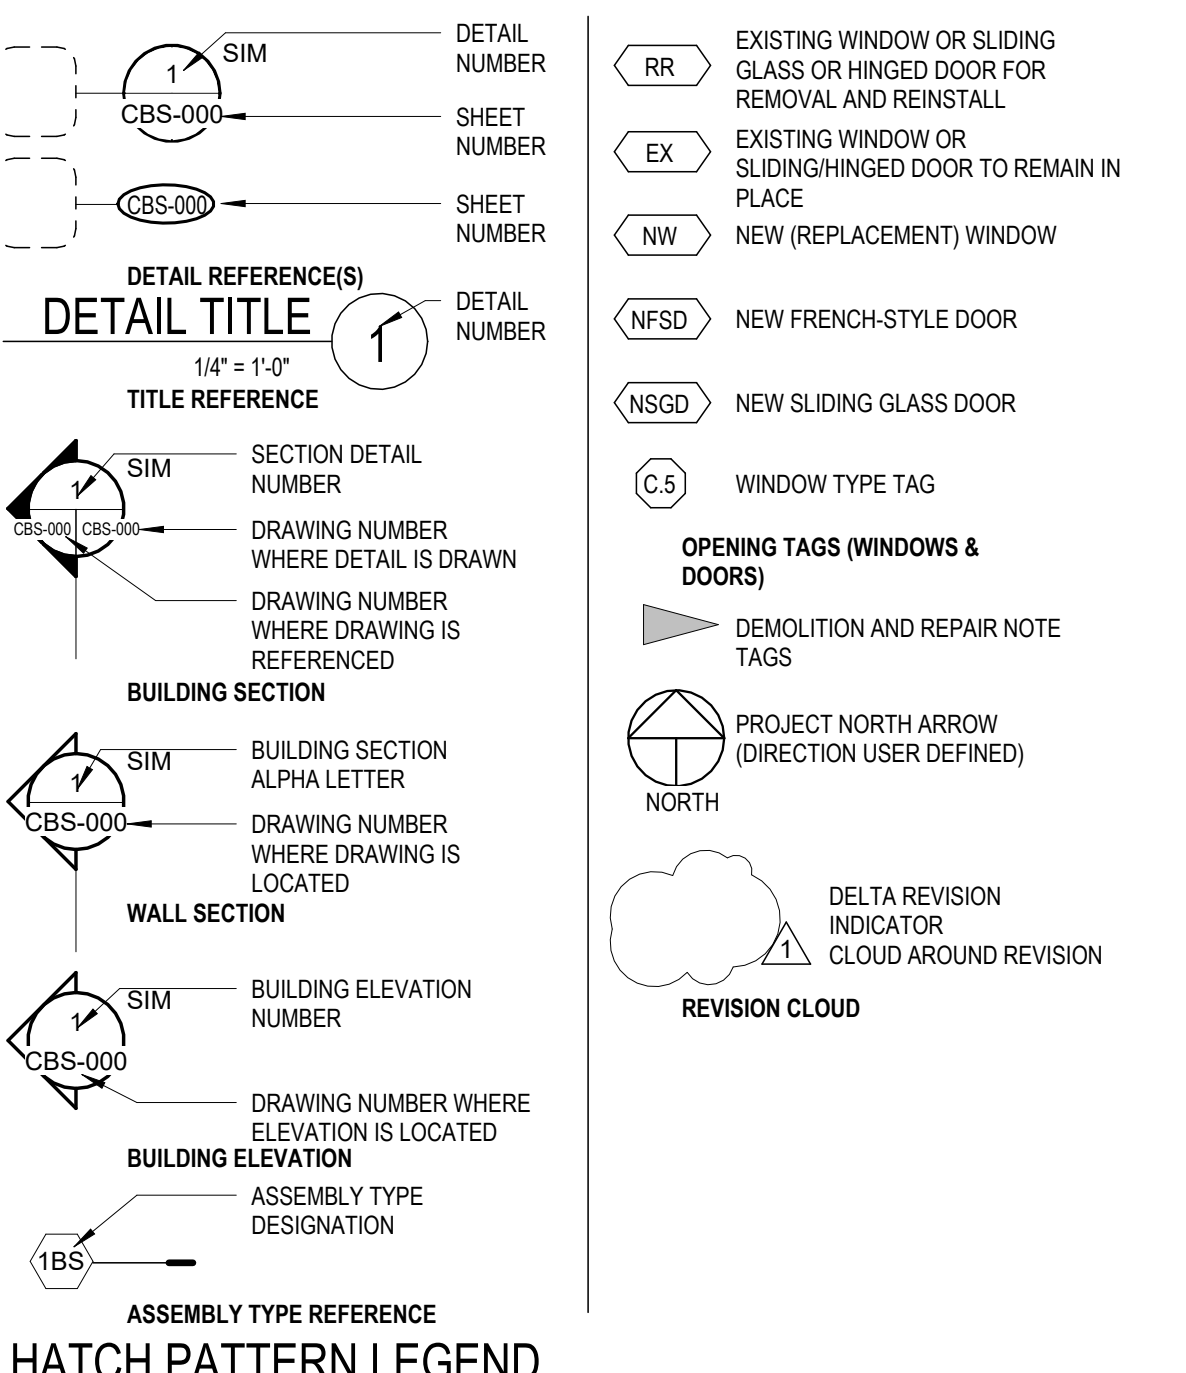 DETAIL
NUMBER
SIM
1
CBS-000
SHEET
NUMBER
CBS-000
SHEET
NUMBER
DETAIL REFERENCE(S)
DETAIL TITLE
1
DETAIL
NUMBER
1/4" = 1'-0"
TITLE REFERENCE
SIM
1
SECTION DETAIL
NUMBER
CBS-000
CBS-000
DRAWING NUMBER
WHERE DETAIL IS DRAWN
DRAWING NUMBER
WHERE DRAWING IS
REFERENCED
BUILDING SECTION
SIM
1
BUILDING SECTION
ALPHA LETTER
CBS-000
DRAWING NUMBER
WHERE DRAWING IS
LOCATED
WALL SECTION
SIM
1
BUILDING ELEVATION
NUMBER
CBS-000
DRAWING NUMBER WHERE
ELEVATION IS LOCATED
BUILDING ELEVATION
ASSEMBLY TYPE
DESIGNATION
1BS
ASSEMBLY TYPE REFERENCE
HATCH PATTERN LEGEND
RR
EXISTING WINDOW OR SLIDING
GLASS OR HINGED DOOR FOR
REMOVAL AND REINSTALL
EX
EXISTING WINDOW OR
SLIDING/HINGED DOOR TO REMAIN IN
PLACE
NW
NEW (REPLACEMENT) WINDOW
NFSD
NEW FRENCH-STYLE DOOR
NSGD
NEW SLIDING GLASS DOOR
C.5
WINDOW TYPE TAG
OPENING TAGS (WINDOWS &
DOORS)
DEMOLITION AND REPAIR NOTE
TAGS
PROJECT NORTH ARROW
(DIRECTION USER DEFINED)
NORTH
DELTA REVISION
INDICATOR
CLOUD AROUND REVISION
1
REVISION CLOUD